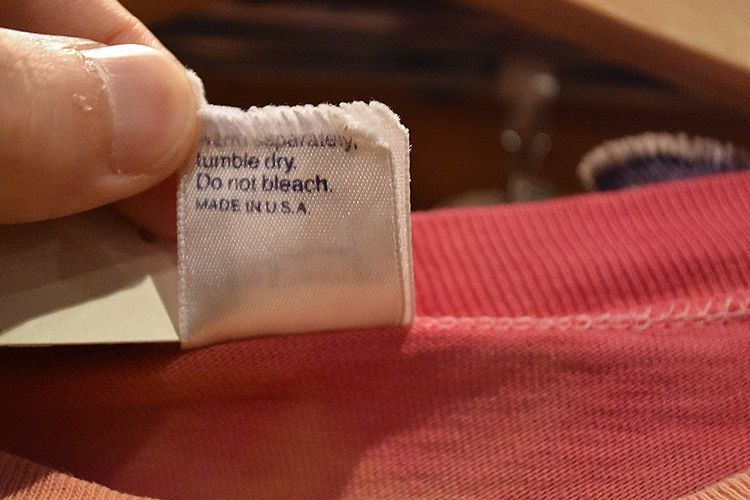 separately,
tumble dry.
Do not bleach.
MADE IN U.S.A.